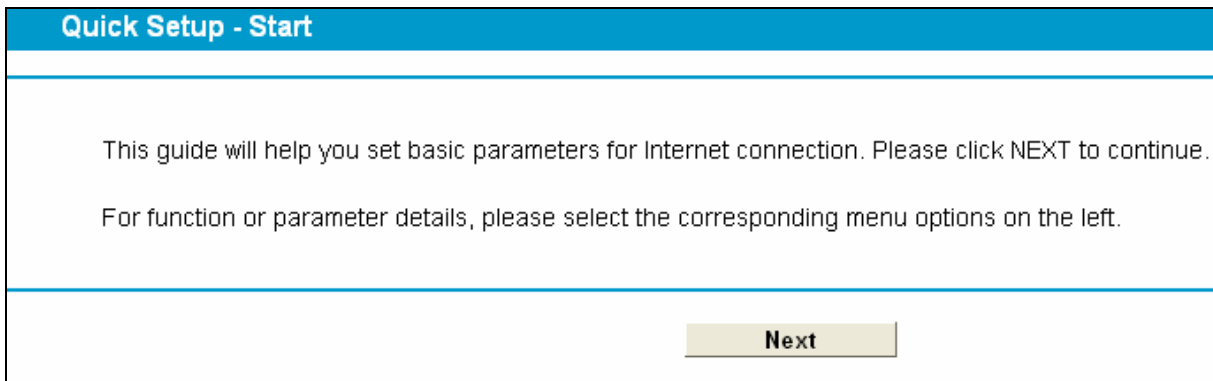 Quick Setup - Start
This guide will help you set basic parameters for Internet connection. Please click NEXT to continue.
For function or parameter details, please select the corresponding menu options on the left.
Next